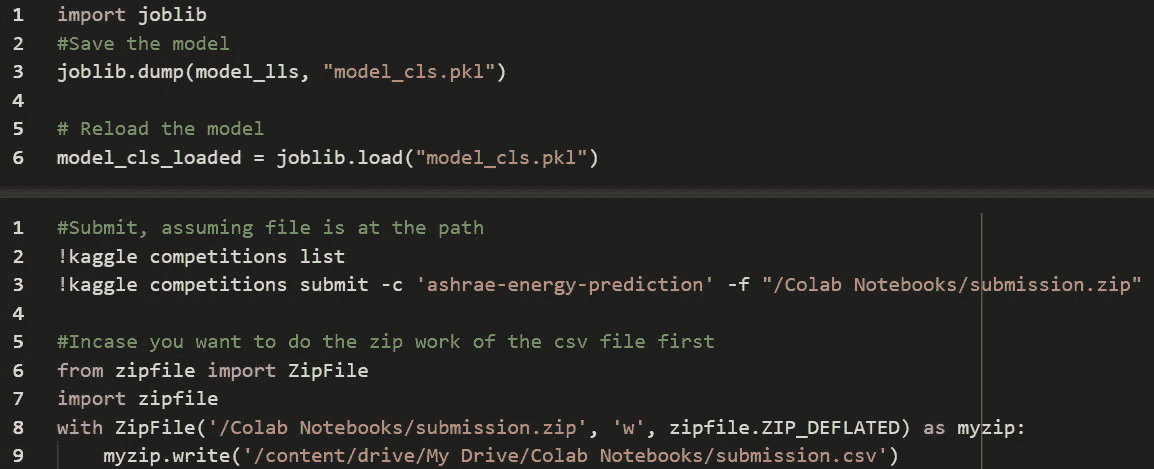 1 import joblib
2 #Save the model
3 joblib.dump(model_lls, "model_cls.pkl")
4
5 # Reload the model
6 model_cls_loaded = joblib.load("model_cls.pkl")
1 #Submit, assuming file is at the path
2 !kaggle competitions list
3 !kaggle competitions submit -c 'ashrae-energy-prediction' -f "/Colab Notebooks/submission.zip"
4
5 #Incase you want to do the zip work of the csv file first
6 from zipfile import ZipFile
7 import zipfile
8 with ZipFile('/Colab Notebooks/submission.zip', 'w', zipfile.ZIP_DEFLATED) as myzip:
9     myzip.write('/content/drive/My Drive/Colab Notebooks/submission.csv')